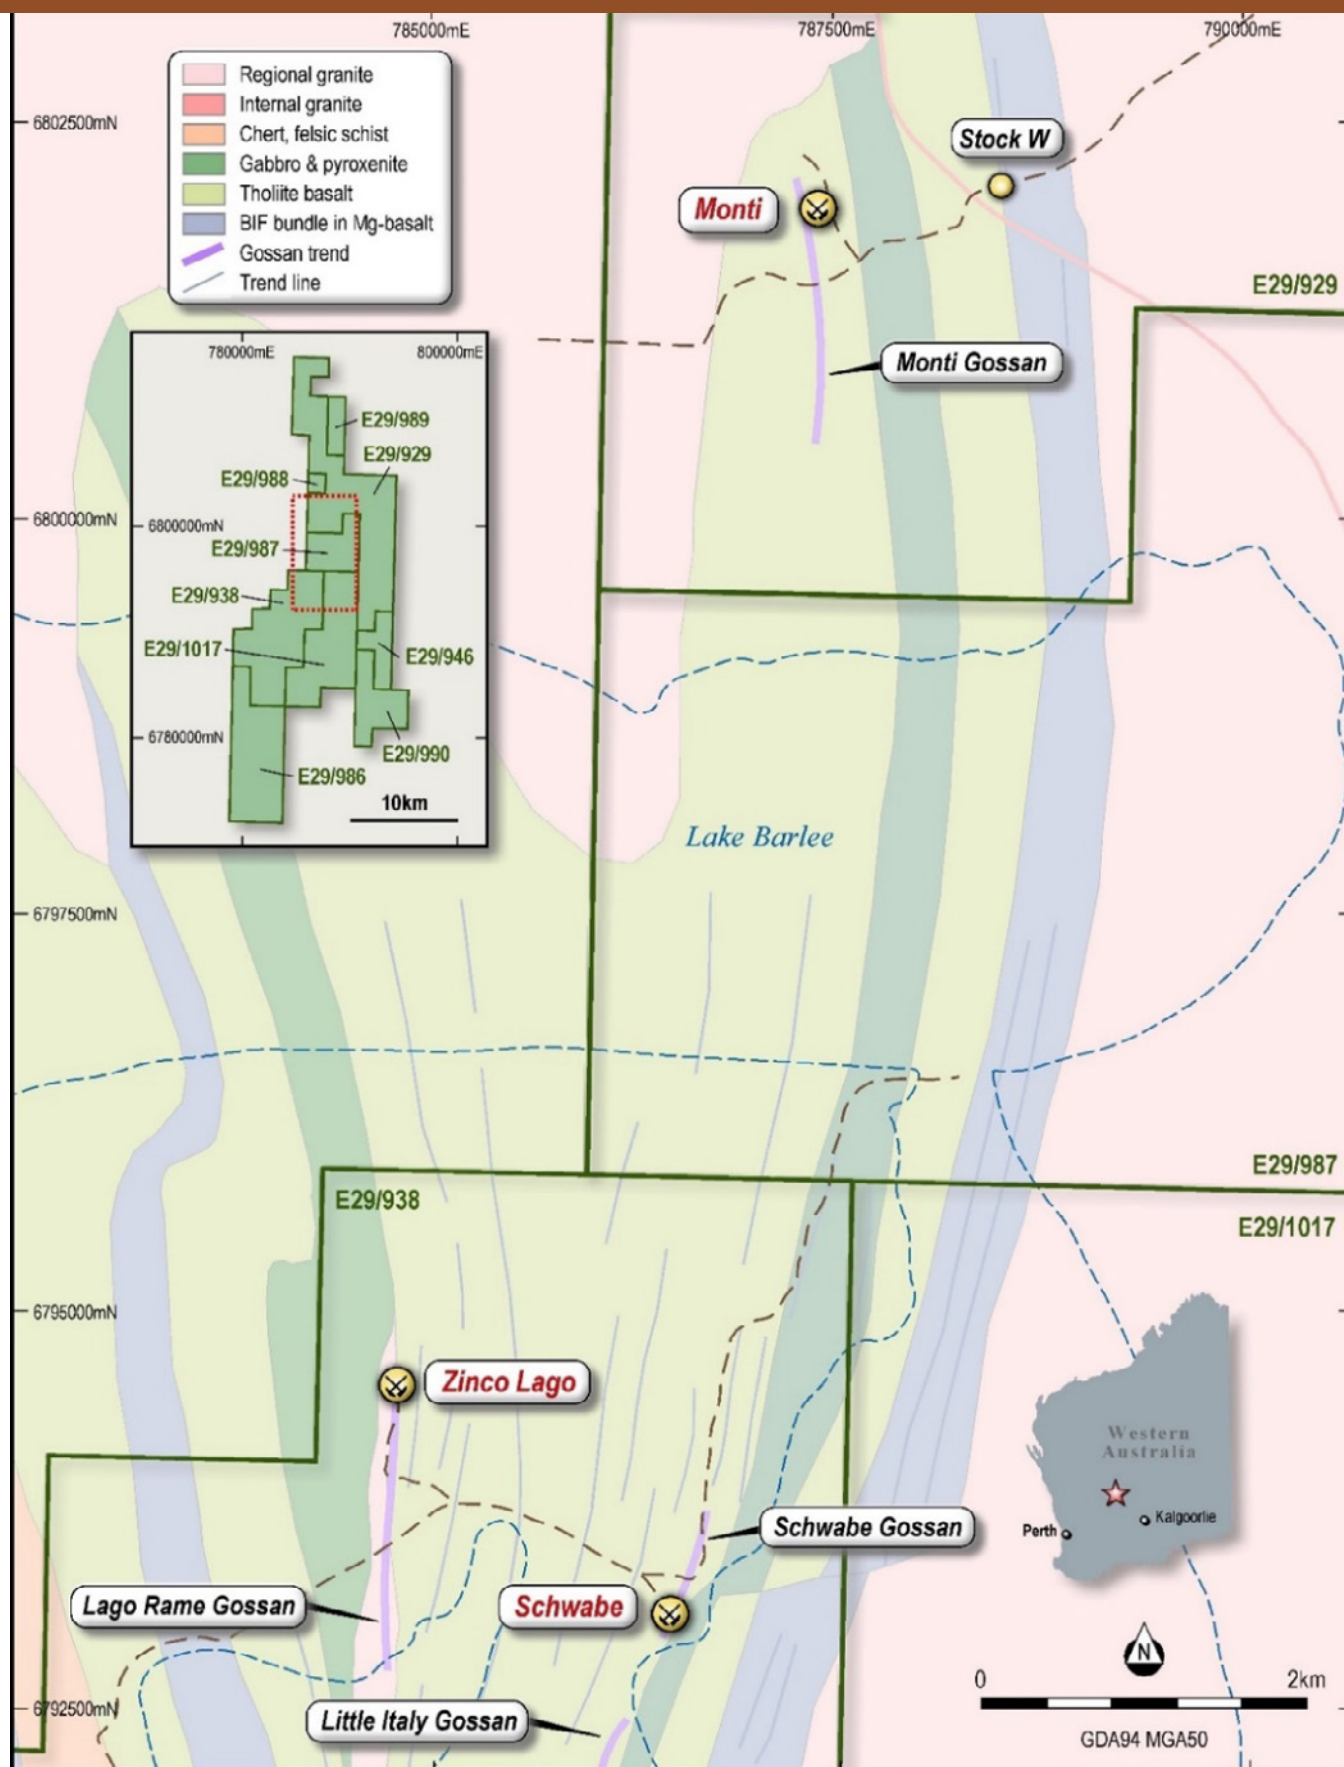 785000mE
787500mE
790000mE
Regional granite
Internal granite
Chert, felsic schist
Gabbro & pyroxenite
Tholiite basalt
BIF bundle in Mg-basalt
Gossan trend
Trend line
6802500mN
Stock W
Monti
E29/929
Monti Gossan
780000mE
800000mE
E29/989
E29/929
E29/988
6800000mN
E29/987
E29/938
E29/1017
E29/946
6780000mN
E29/990
E29/986
10km
6800000mN
Lake Barlee
6797500mN
E29/987
E29/938
E29/1017
6795000mN
Zinco Lago
Western
Australia
Schwabe Gossan
Perth
Kalgoorlie
Lago Rame Gossan
Schwabe
N
0
2km
6792500mN
Little Italy Gossan
GDA94 MGA50